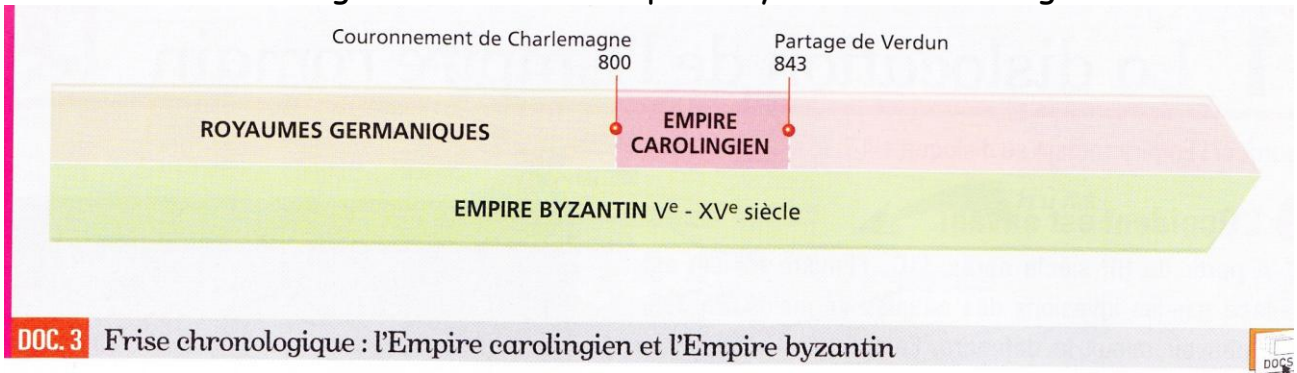 Couronnement de Charlemagne
800
Partage de Verdun
843
ROYAUMES GERMANIQUES
EMPIRE
CAROLINGIEN
EMPIRE BYZANTIN Ve - XVe siècle
DOC. 3 Frise chronologique : l'Empire carolingien et l'Empire byzantin
DOCS